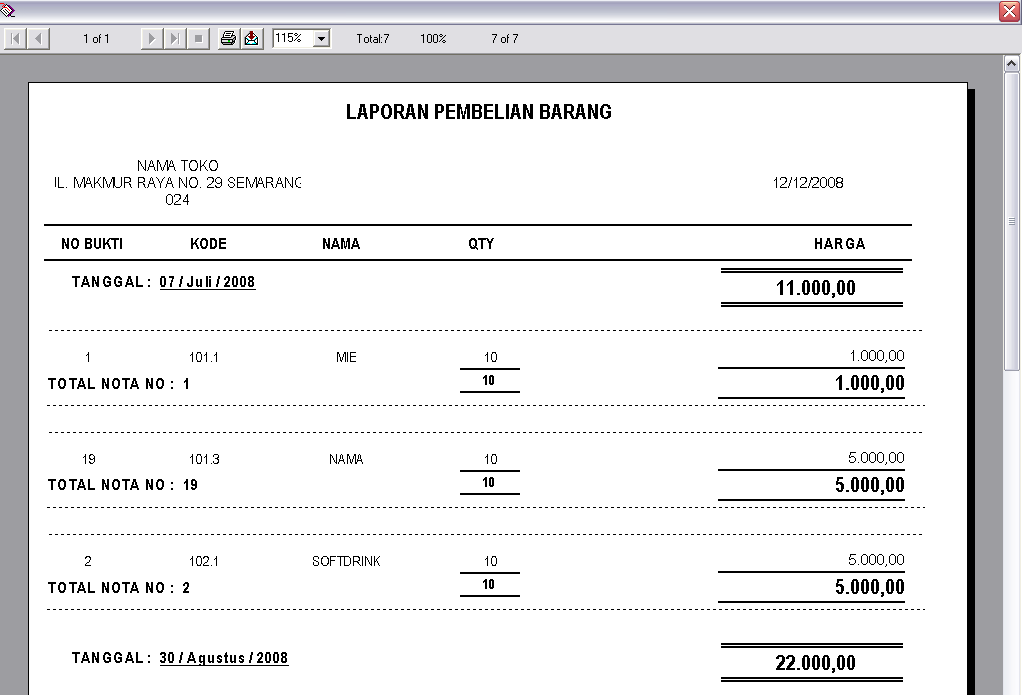 1 of 1 115% Total:7 100% 7 of 7
LAPORAN PEMBELIAN BARANG
NAMA TOKO
JL. MAKMUR RAYA NO. 29 SEMARANG 12/12/2008
024
NO BUKTI KODE NAMA QTY HARGA
TANGGAL : 07 / Juli / 2008 11.000,00
1 101.1 MIE 10 1.000,00
TOTAL NOTA NO : 1 10 1.000,00
19 101.3 NAMA 10 5.000,00
TOTAL NOTA NO : 19 10 5.000,00
2 102.1 SOFTDRINK 10 5.000,00
TOTAL NOTA NO : 2 10 5.000,00
TANGGAL : 30 / Agustus / 2008 22.000,00